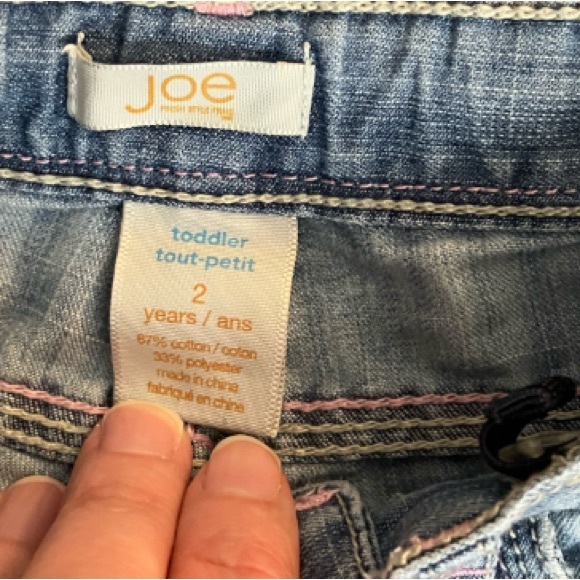 joe
toddler
tout-petit
2
years / ans
67% cotton / coton
33% polyester
made in china
fabriqué en chine